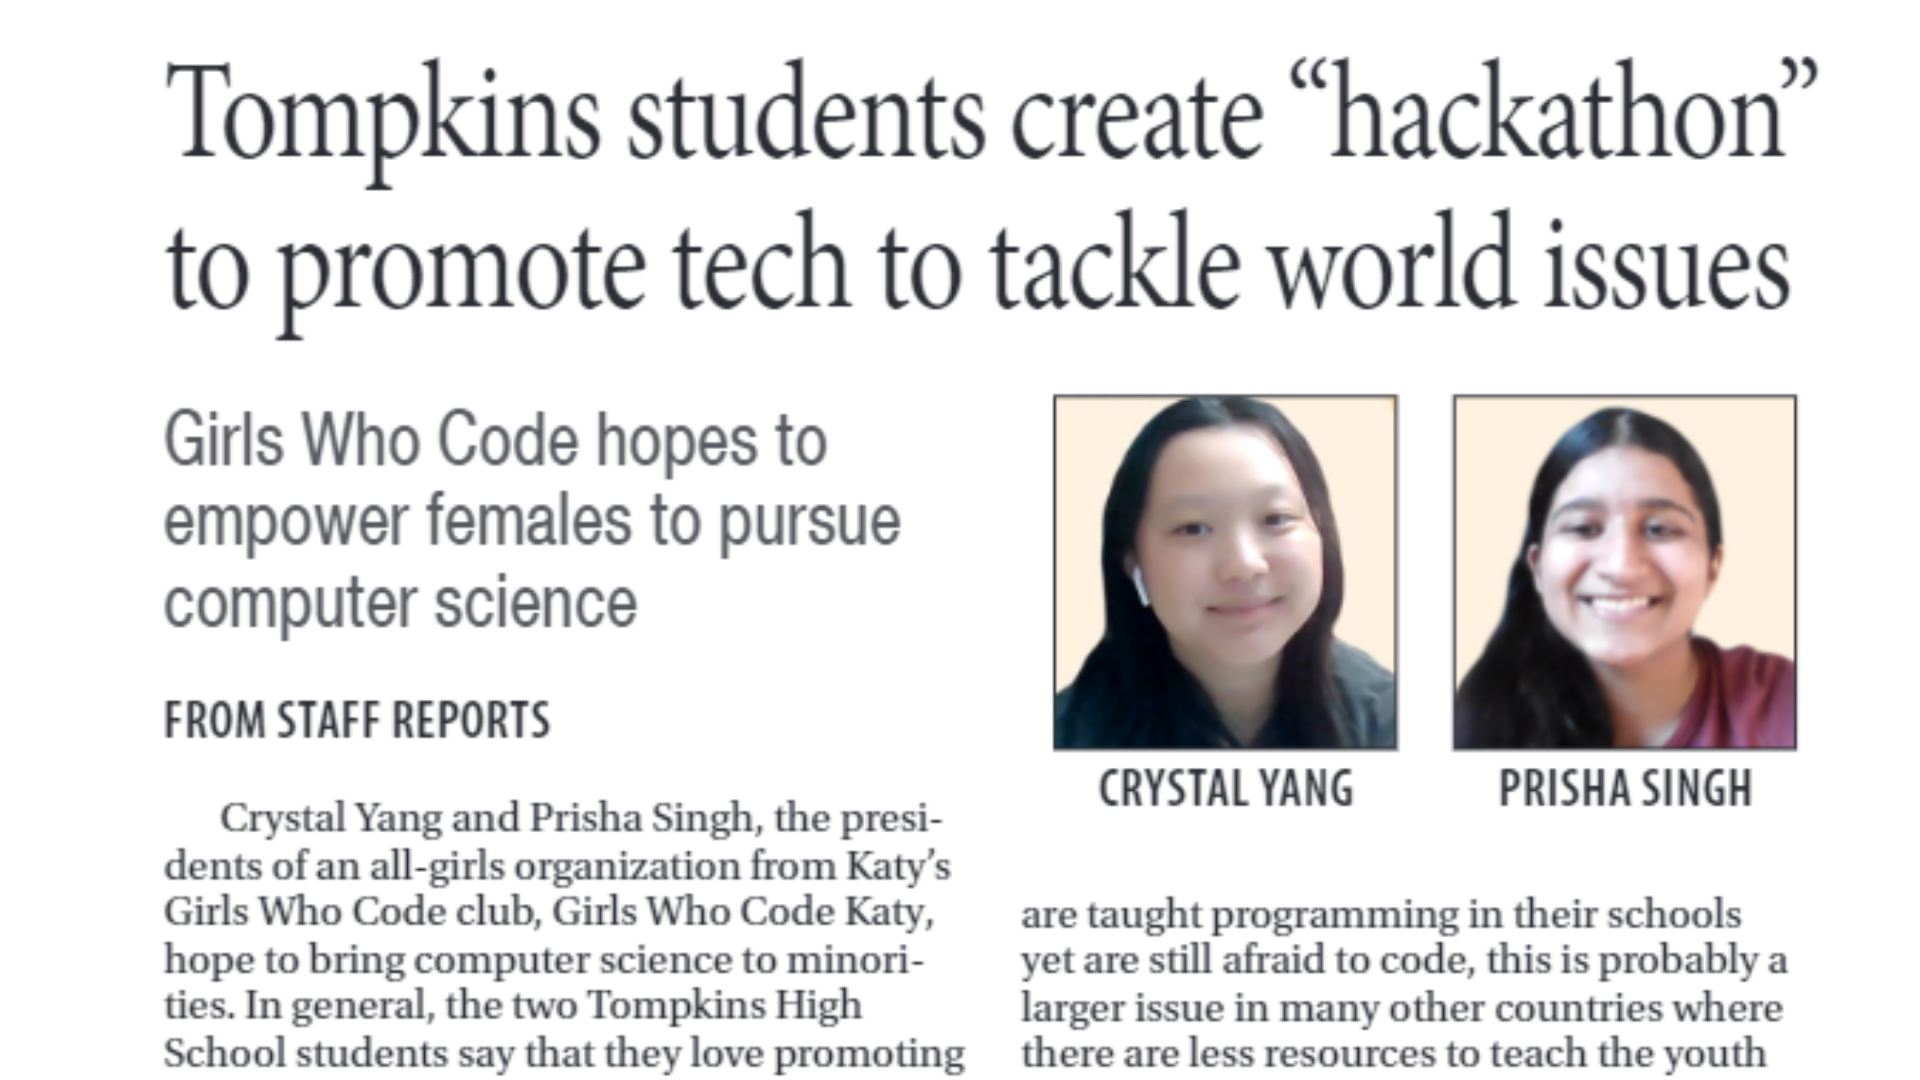 Tompkins students create “hackathon”
to promote tech to tackle world issues
Girls Who Code hopes to
empower females to pursue
computer science
FROM STAFF REPORTS
Crystal Yang and Prisha Singh, the presi-
dents of an all-girls organization from Katy’s
Girls Who Code club, Girls Who Code Katy,
hope to bring computer science to minori-
ties. In general, the two Tompkins High
School students say that they love promoting
CRYSTAL YANG
PRISHA SINGH
are taught programming in their schools
yet are still afraid to code, this is probably a
larger issue in many other countries where
there are less resources to teach the youth